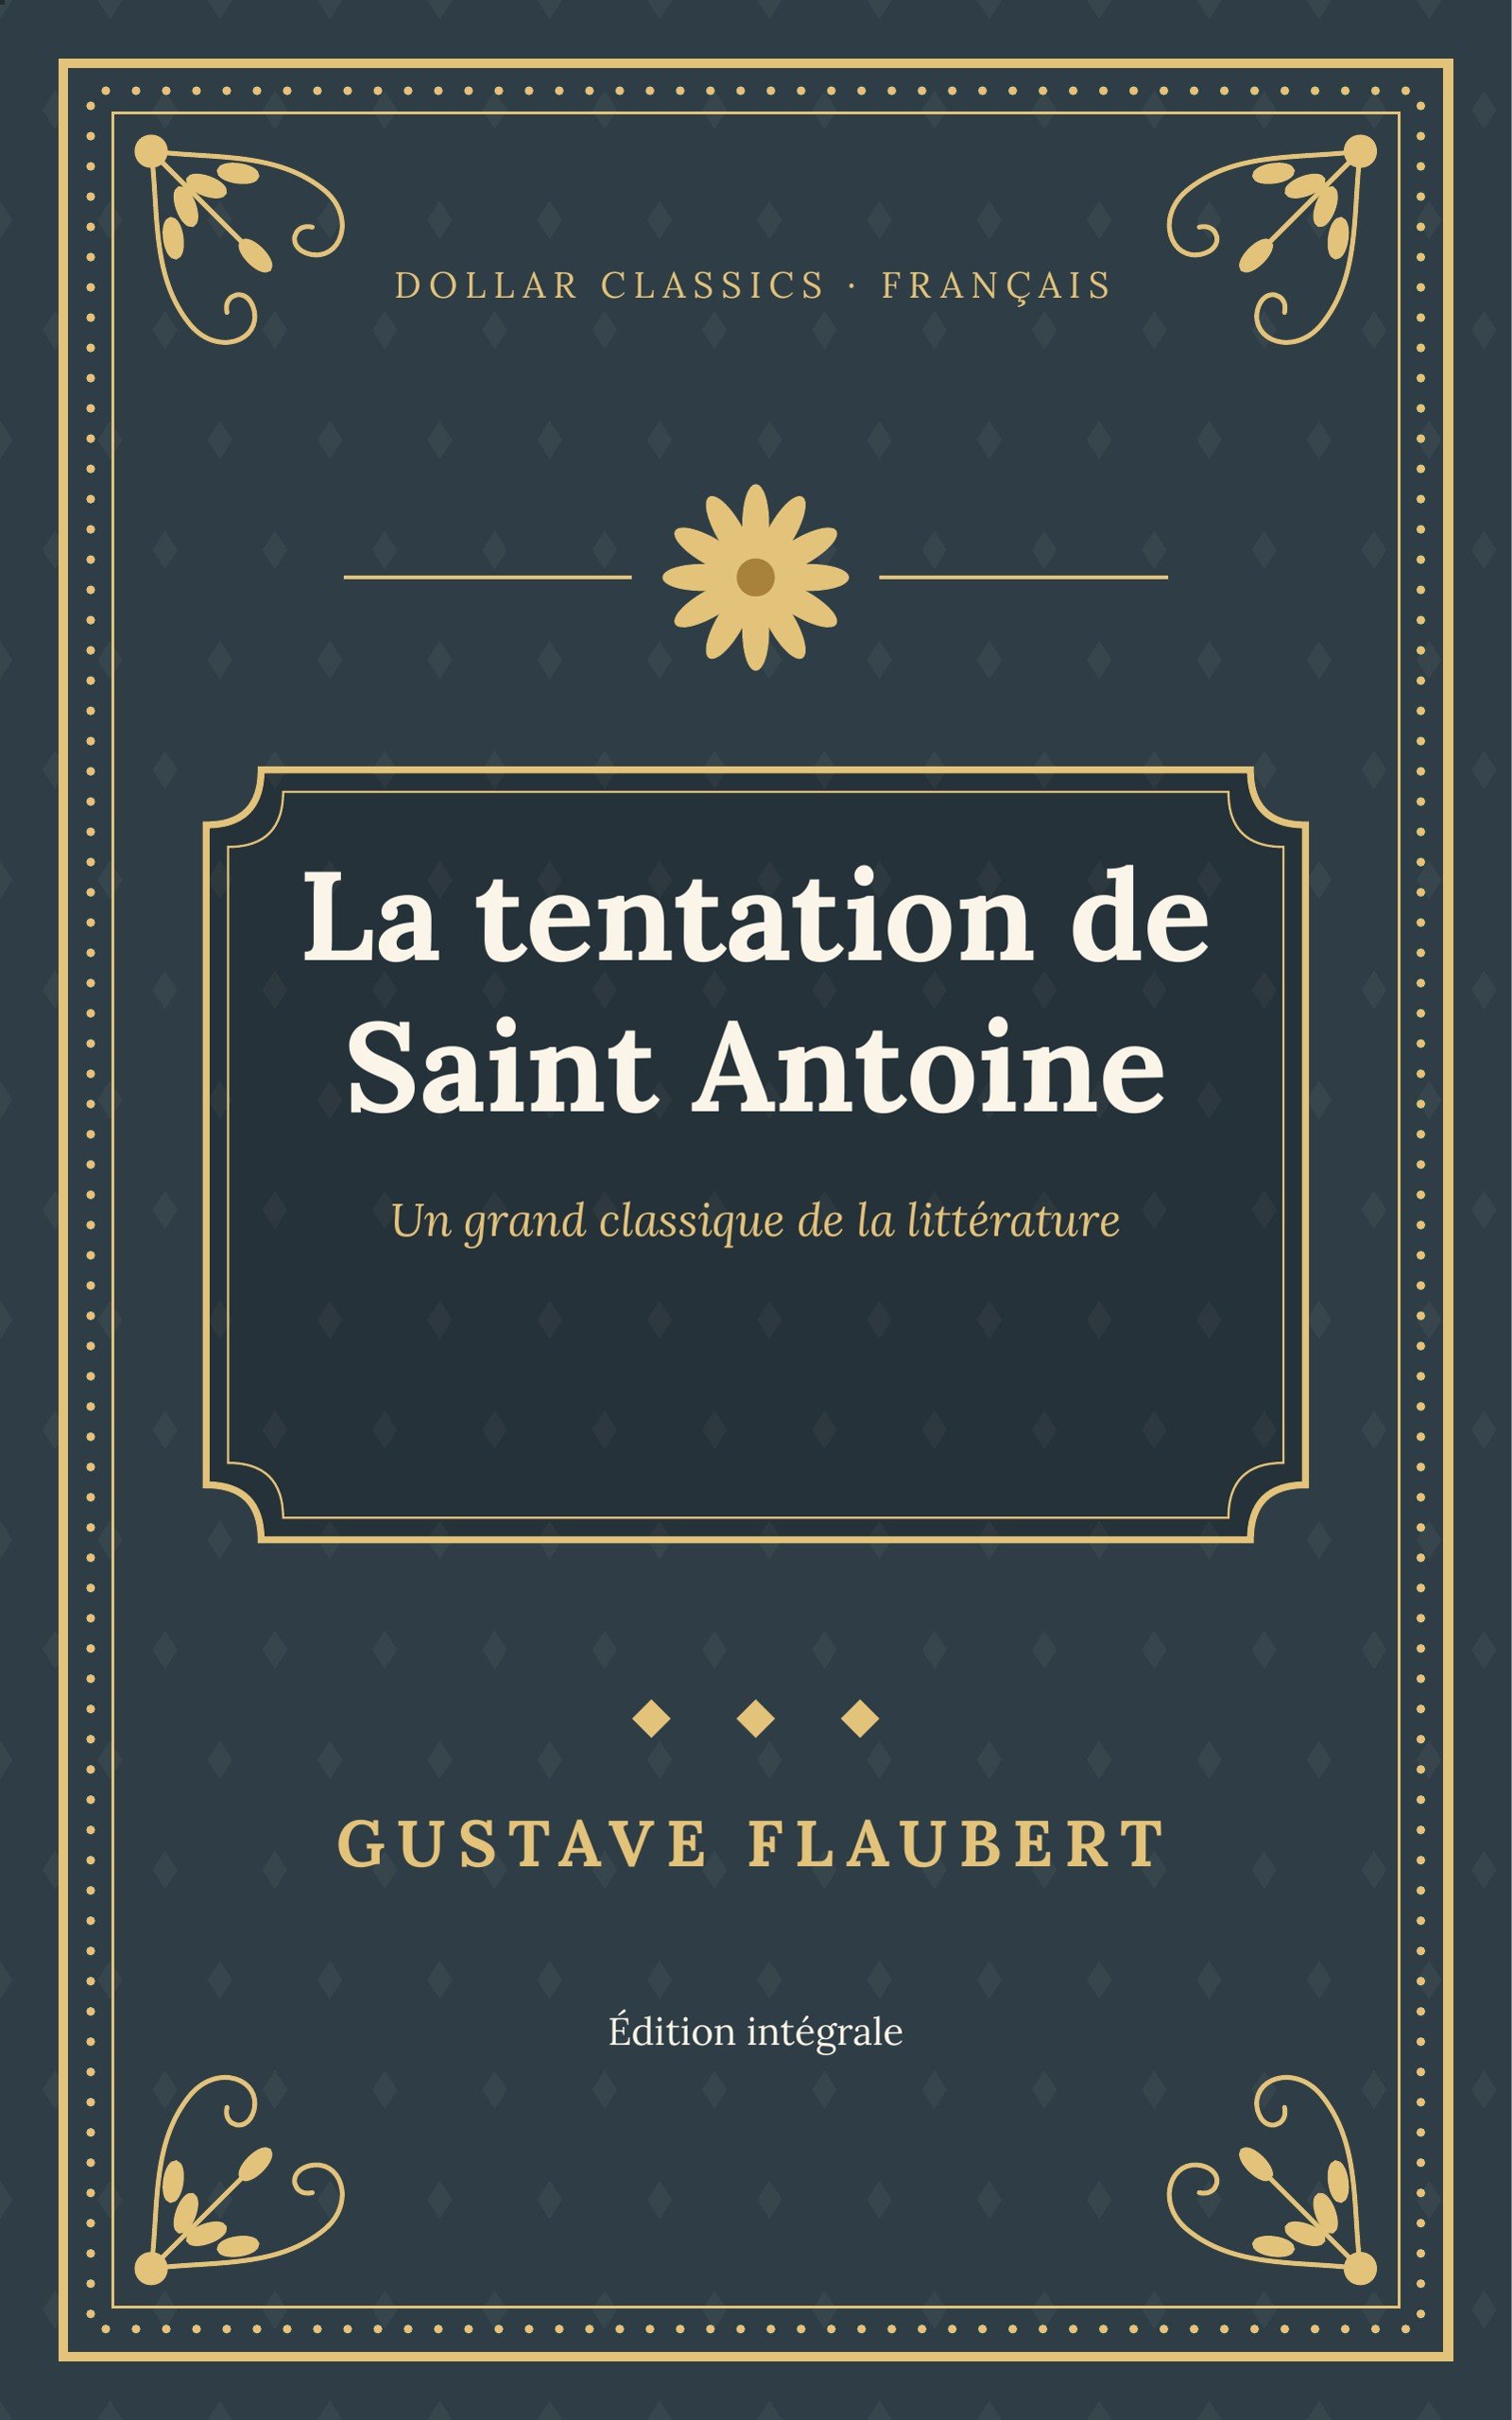 DOLLAR CLASSICS · FRANÇAIS
La tentation de
Saint Antoine
Un grand classique de la littérature
GUSTAVE FLAUBERT
Édition intégrale